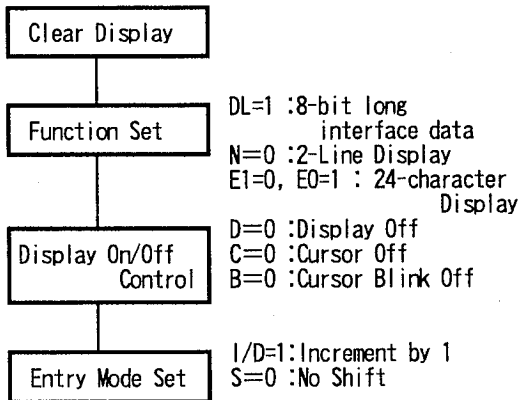 Clear Display
Function Set
DL=1 :8-bit long
interface data
N=0 :2-Line Display
E1=0, E0=1 : 24-character
Display
Display On/Off
Control
D=0 :Display Off
C=0 :Cursor Off
B=0 :Cursor Blink Off
Entry Mode Set
I/D=1:Increment by 1
S=0 :No Shift